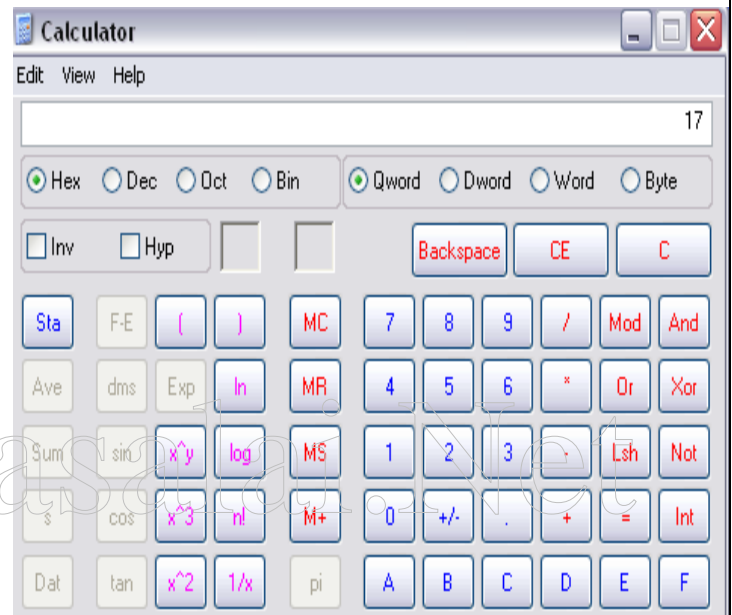 Calculator
Edit View Help
17
Hex Dec Oct Bin Qword Dword Word Byte
Inv Hyp Backspace CE C
Sta F-E ( ) MC 7 8 9 / Mod And
Ave dms Exp ln MR 4 5 6 * Or Xor
Sum sin x^y log MS 1 2 3 - Lsh Not
s cos x^3 n! M+ 0 +/- . + = Int
Dat tan x^2 1/x pi A B C D E F
asalai.Net